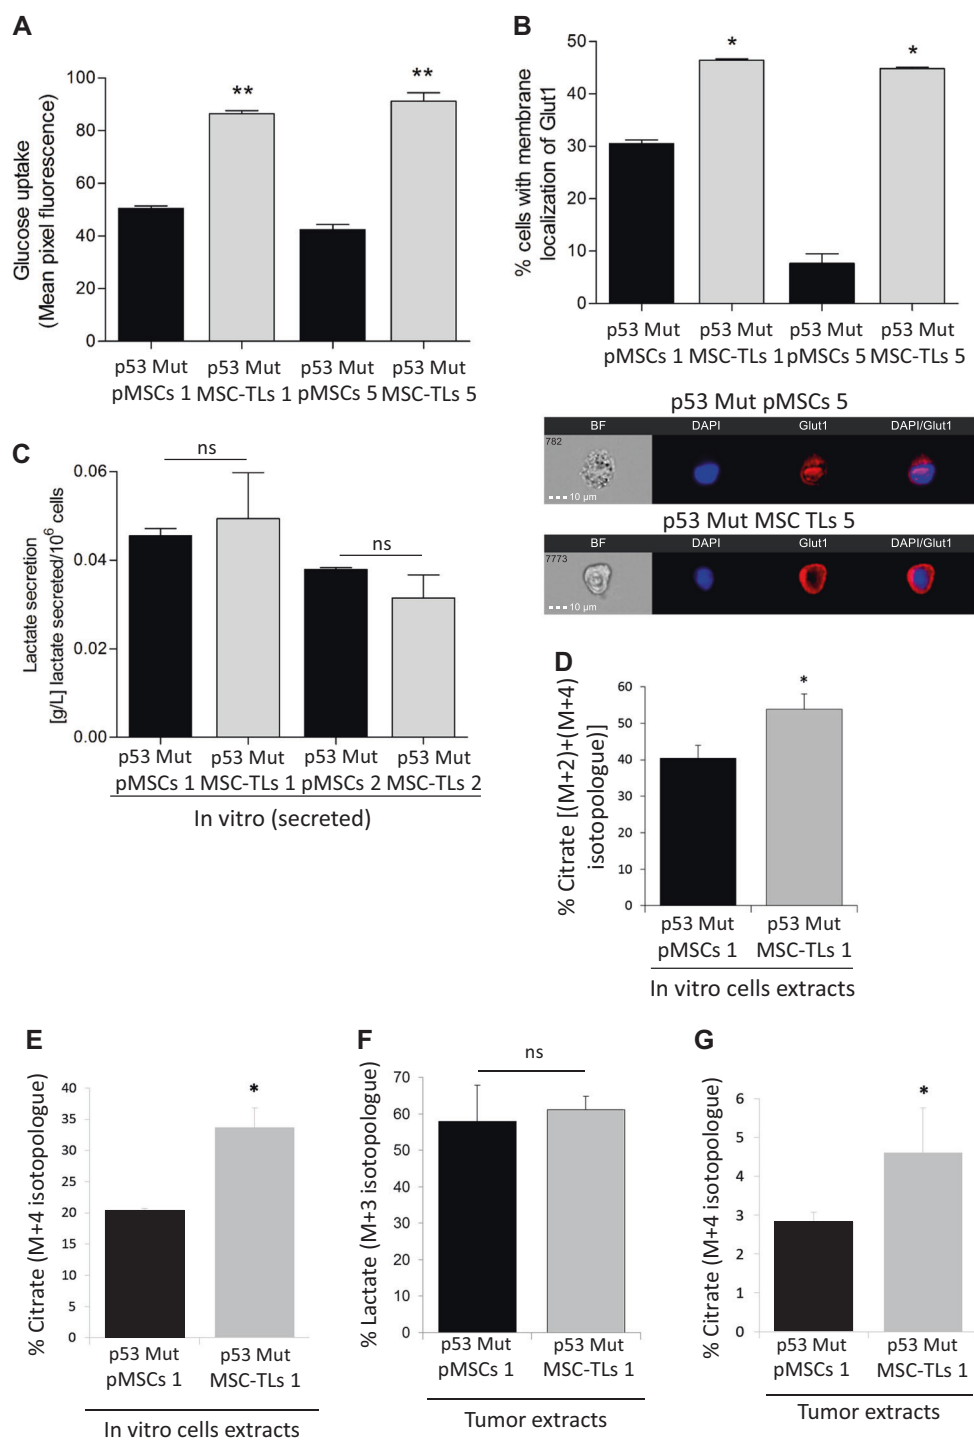 A
Glucose uptake
(Mean pixel fluorescence)
100
80
60
40
20
0
**
**
p53 Mut
pMSCs 1
p53 Mut
MSC-TLs 1
p53 Mut
pMSCs 5
p53 Mut
MSC-TLs 5
B
% cells with membrane
localization of Glut1
50
40
30
20
10
0
*
*
p53 Mut
pMSCs 1
p53 Mut
MSC-TLs 1
p53 Mut
pMSCs 5
p53 Mut
MSC-TLs 5
p53 Mut pMSCs 5
BF DAPI Glut1 DAPI/Glut1
782
10 µm
p53 Mut MSC TLs 5
BF DAPI Glut1 DAPI/Glut1
7773
10 µm
C
Lactate secretion
[g/L] lactate secreted/10⁶ cells
0.06
0.04
0.02
0.00
ns
ns
p53 Mut
pMSCs 1
p53 Mut
MSC-TLs 1
p53 Mut
pMSCs 2
p53 Mut
MSC-TLs 2
In vitro (secreted)
D
% Citrate [(M+2)+(M+4)
isotopologue)]
60
50
40
30
20
10
0
*
p53 Mut
pMSCs 1
p53 Mut
MSC-TLs 1
In vitro cells extracts
E
% Citrate (M+4 isotopologue)
40
35
30
25
20
15
10
5
0
*
p53 Mut
pMSCs 1
p53 Mut
MSC-TLs 1
In vitro cells extracts
F
% Lactate (M+3 isotopologue)
70
60
50
40
30
20
10
0
ns
p53 Mut
pMSCs 1
p53 Mut
MSC-TLs 1
Tumor extracts
G
% Citrate (M+4 isotopologue)
6
5
4
3
2
1
0
*
p53 Mut
pMSCs 1
p53 Mut
MSC-TLs 1
Tumor extracts